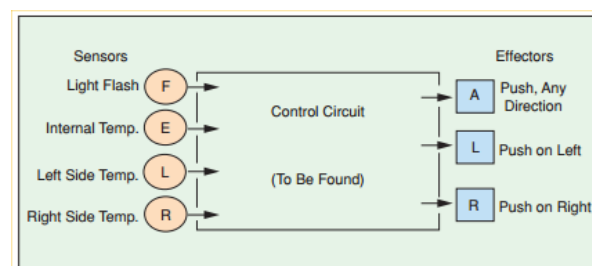 Sensors
Effectors
Light Flash F
A Push, Any
Direction
Control Circuit
Internal Temp. E
L Push on Left
Left Side Temp. L
(To Be Found)
R Push on Right
Right Side Temp. R